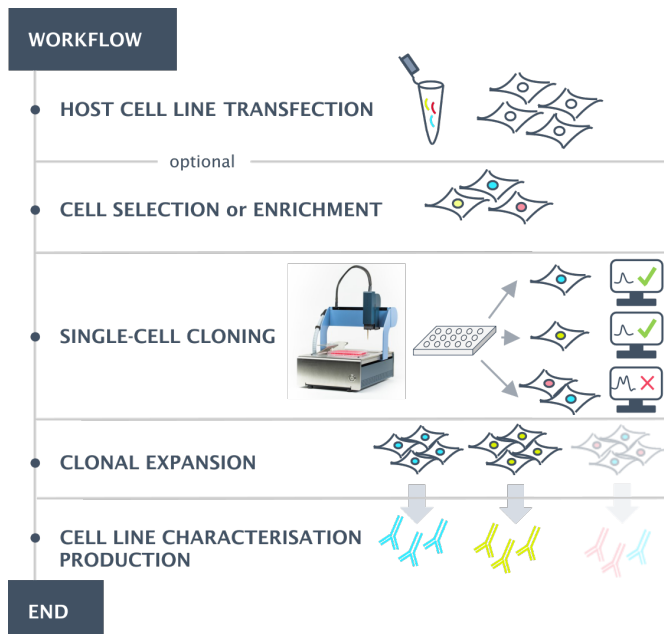 WORKFLOW
HOST CELL LINE TRANSFECTION
optional
CELL SELECTION or ENRICHMENT
SINGLE-CELL CLONING
CLONAL EXPANSION
CELL LINE CHARACTERISATION
PRODUCTION
END